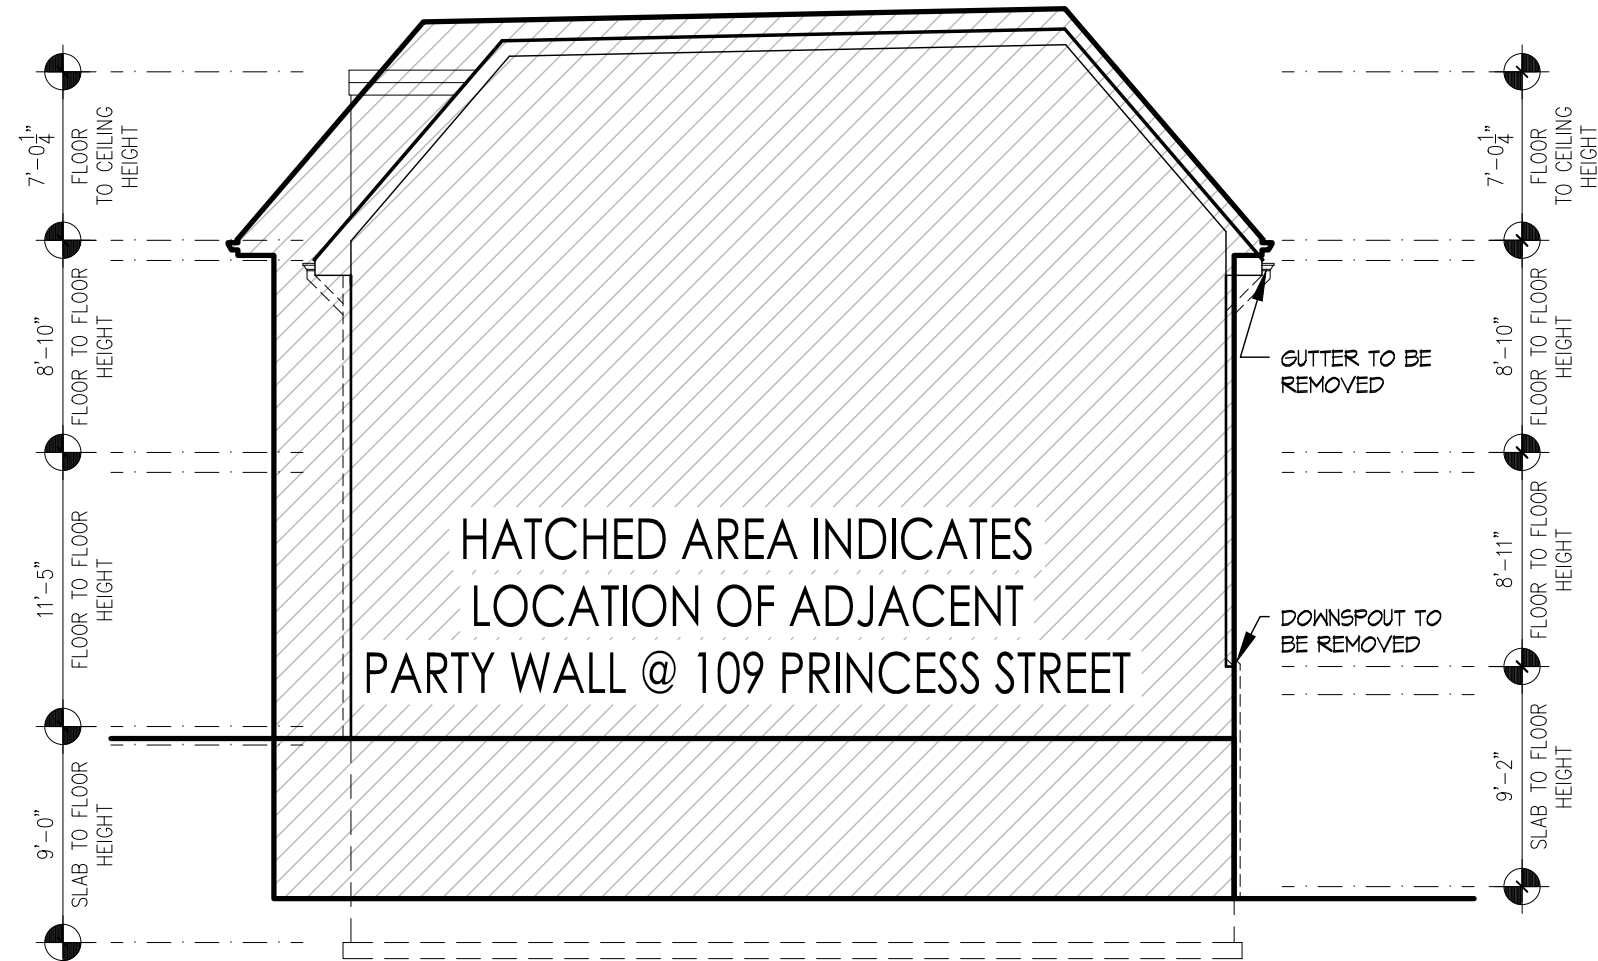 7'-0¼"
FLOOR
TO CEILING
HEIGHT
8'-10"
FLOOR TO FLOOR
HEIGHT
11'-5"
FLOOR TO FLOOR
HEIGHT
9'-0"
SLAB TO FLOOR
HEIGHT
HATCHED AREA INDICATES
LOCATION OF ADJACENT
PARTY WALL @ 109 PRINCESS STREET
GUTTER TO BE
REMOVED
DOWNSPOUT TO
BE REMOVED
7'-0¼"
FLOOR
TO CEILING
HEIGHT
8'-10"
FLOOR TO FLOOR
HEIGHT
8'-11"
FLOOR TO FLOOR
HEIGHT
9'-2"
SLAB TO FLOOR
HEIGHT